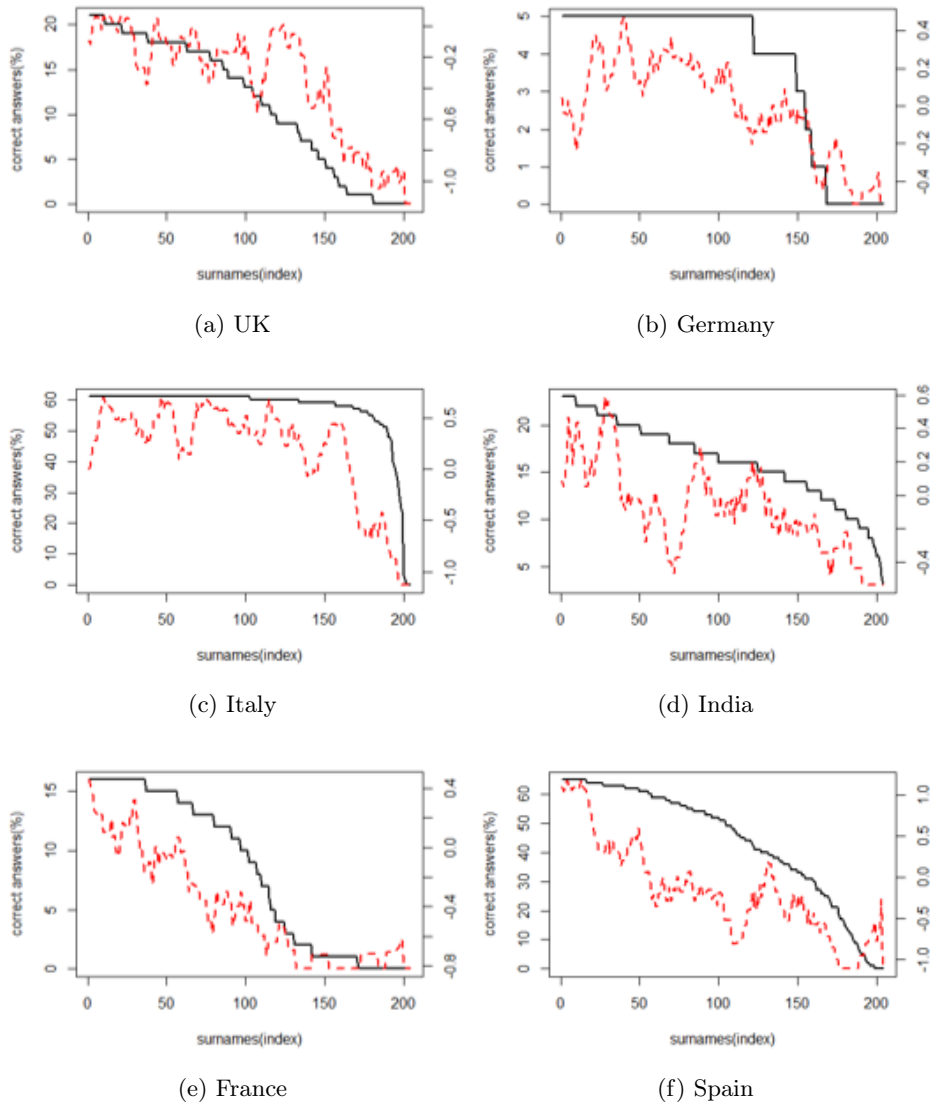 correct answers(%)
0 5 10 15 20
-1.0 -0.6 -0.2
0 50 100 150 200
surnames(index)
(a) UK
correct answers(%)
0 1 2 3 4 5
-0.4 -0.2 0.0 0.2 0.4
0 50 100 150 200
surnames(index)
(b) Germany
correct answers(%)
0 10 20 30 40 50 60
-1.0 -0.5 0.0 0.5
0 50 100 150 200
surnames(index)
(c) Italy
correct answers(%)
5 10 15 20
-0.4 0.0 0.2 0.4 0.6
0 50 100 150 200
surnames(index)
(d) India
correct answers(%)
0 5 10 15
-0.8 -0.4 0.0 0.4
0 50 100 150 200
surnames(index)
(e) France
correct answers(%)
0 10 20 30 40 50 60
-1.0 -0.5 0.0 0.5 1.0
0 50 100 150 200
surnames(index)
(f) Spain